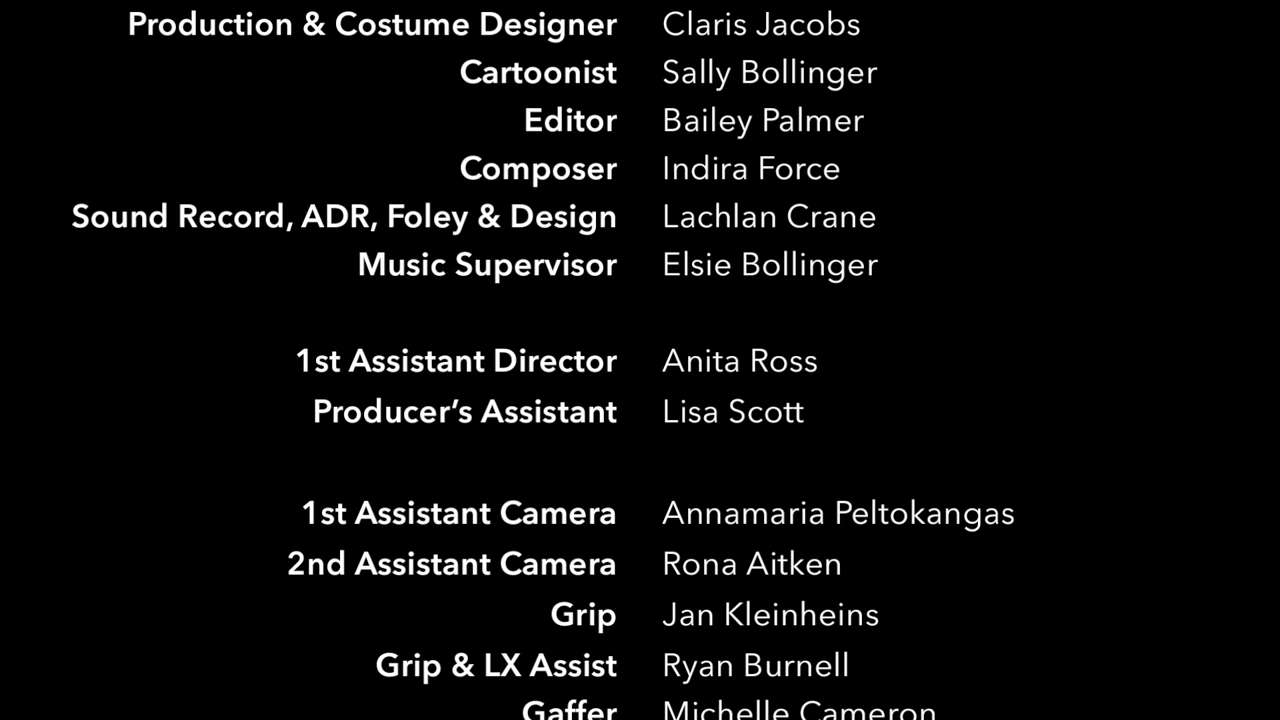 Production & Costume Designer Claris Jacobs
Cartoonist Sally Bollinger
Editor Bailey Palmer
Composer Indira Force
Sound Record, ADR, Foley & Design Lachlan Crane
Music Supervisor Elsie Bollinger
1st Assistant Director Anita Ross
Producer’s Assistant Lisa Scott
1st Assistant Camera Annamaria Peltokangas
2nd Assistant Camera Rona Aitken
Grip Jan Kleinheins
Grip & LX Assist Ryan Burnell
Gaffer Michelle Cameron